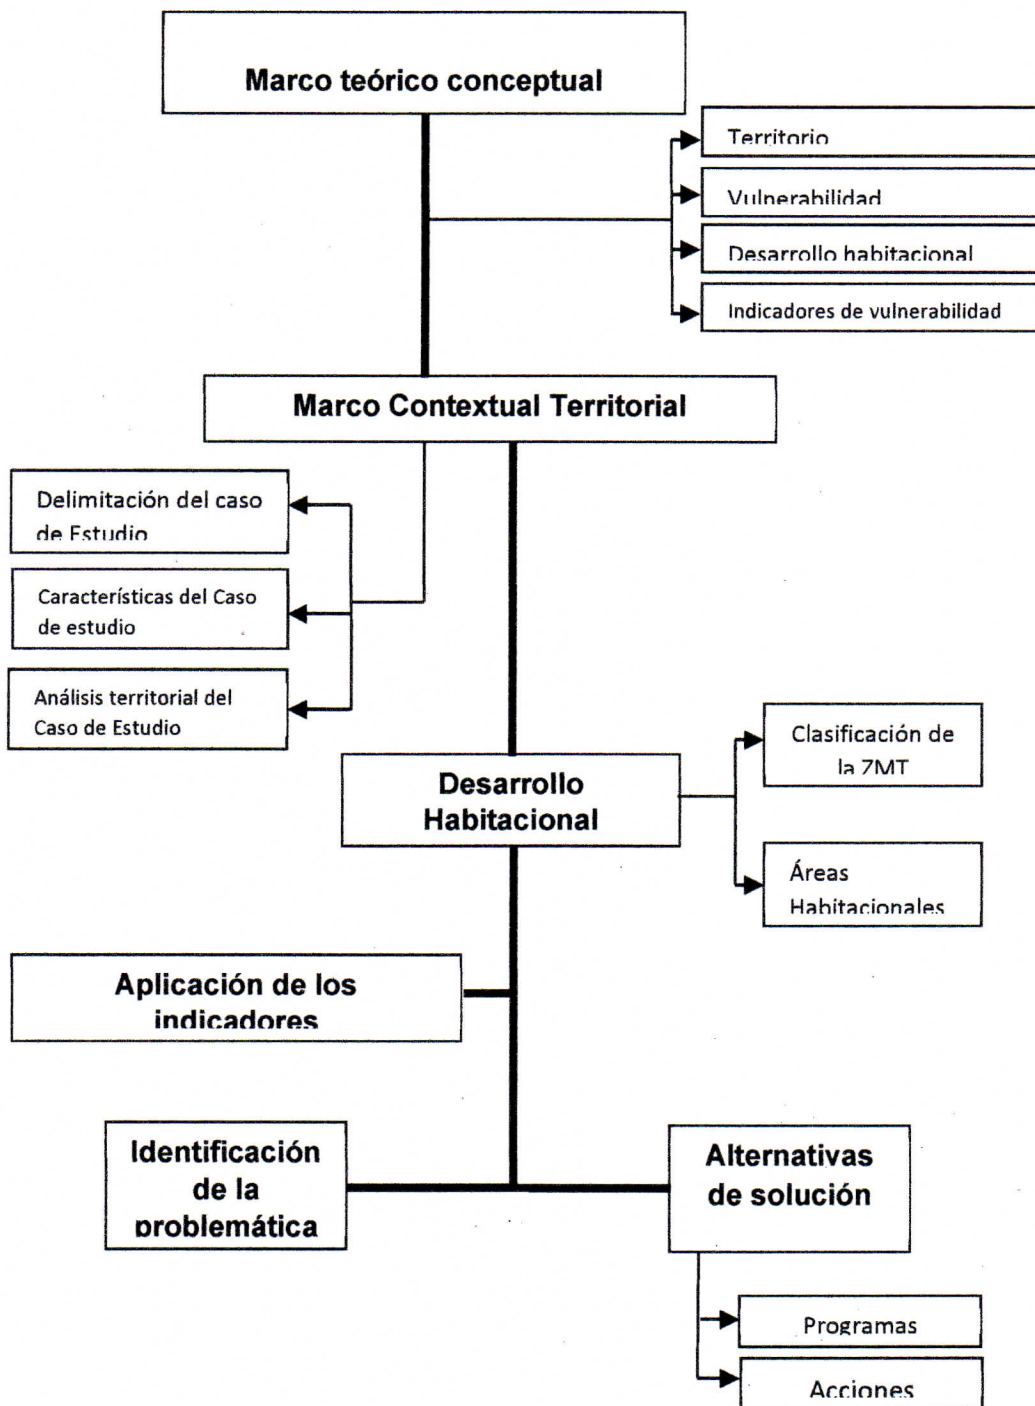 Marco teórico conceptual
Territorio
Vulnerabilidad
Desarrollo habitacional
Indicadores de vulnerabilidad
Marco Contextual Territorial
Delimitación del caso
de Estudio
Características del Caso
de estudio
Análisis territorial del
Caso de Estudio
Clasificación de
la ZMT
Desarrollo
Habitacional
Áreas
Habitacionales
Aplicación de los
indicadores
Identificación
de la
problemática
Alternativas
de solución
Programas
Acciones